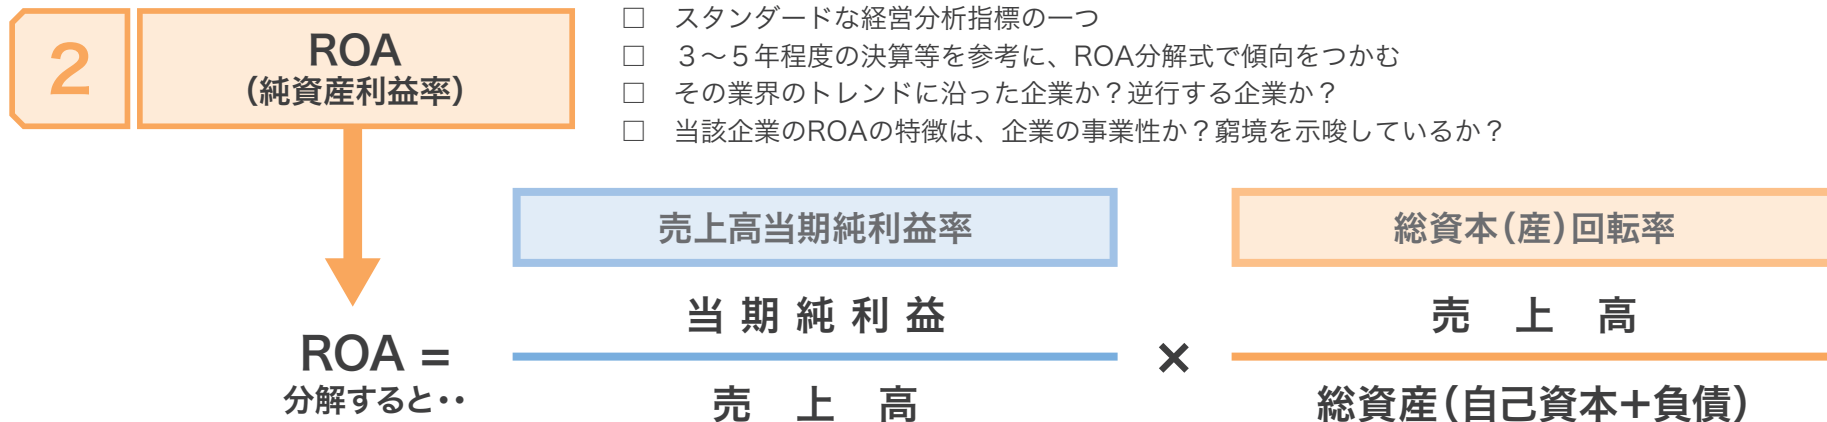 2
ROA
(純資産利益率)
□ スタンダードな経営分析指標の一つ
□ 3〜5年程度の決算等を参考に、ROA分解式で傾向をつかむ
□ その業界のトレンドに沿った企業か？逆行する企業か？
□ 当該企業のROAの特徴は、企業の事業性か？窮境を示唆しているか？
売上高当期純利益率
総資本(産)回転率
ROA =
分解すると・・
当期純利益
売上高
×
売上高
総資産(自己資本+負債)